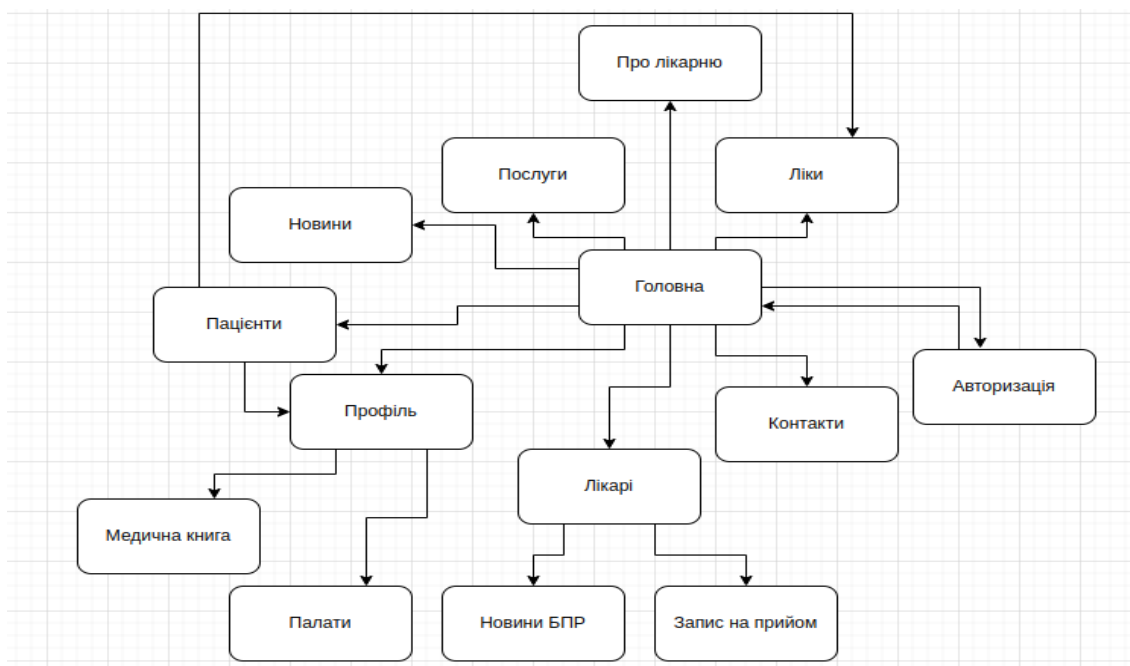 Про лікарню
Послуги
Ліки
Новини
Головна
Пацієнти
Авторизація
Профіль
Контакти
Лікарі
Медична книга
Палати
Новини БПР
Запис на прийом